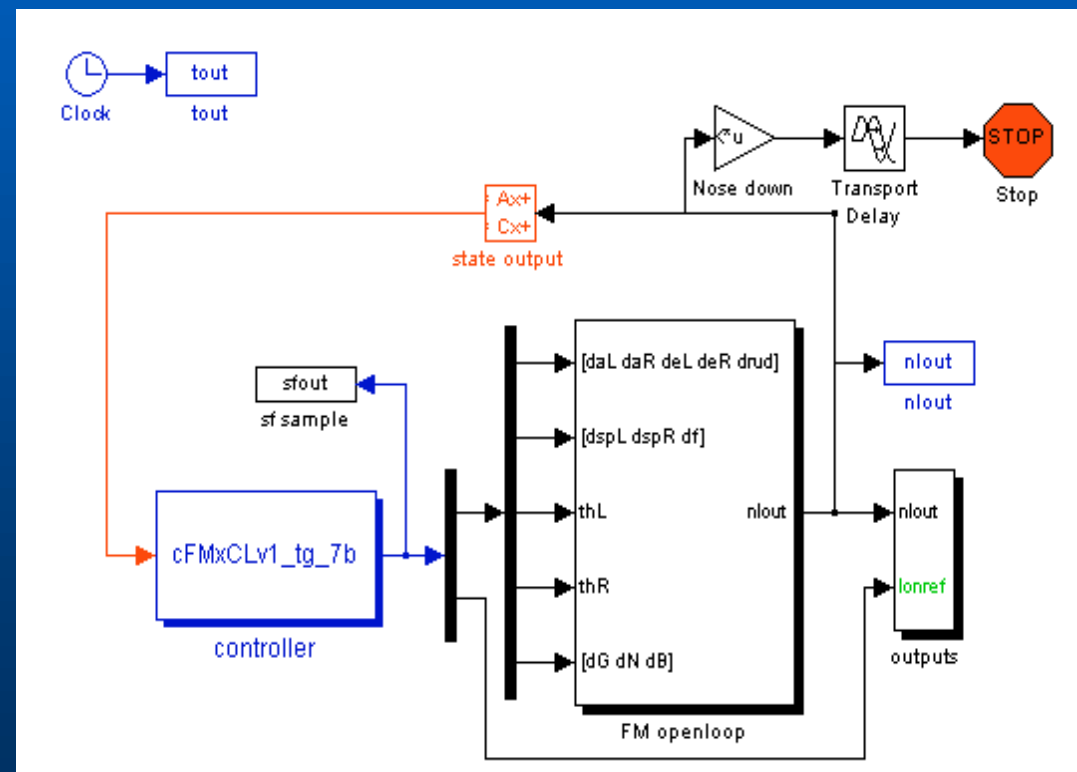 tout
Clock
tout
u
STOP
Nose down
Transport
Delay
Stop
Ax+
Cx+
state output
[daL daR deL deR drud]
nlout
nlout
sfout
sf sample
[dspL dspR df]
thL
nlout
nlout
cFMxCLv1_tg_7b
thR
lonref
controller
[dG dN dB]
outputs
FM openloop